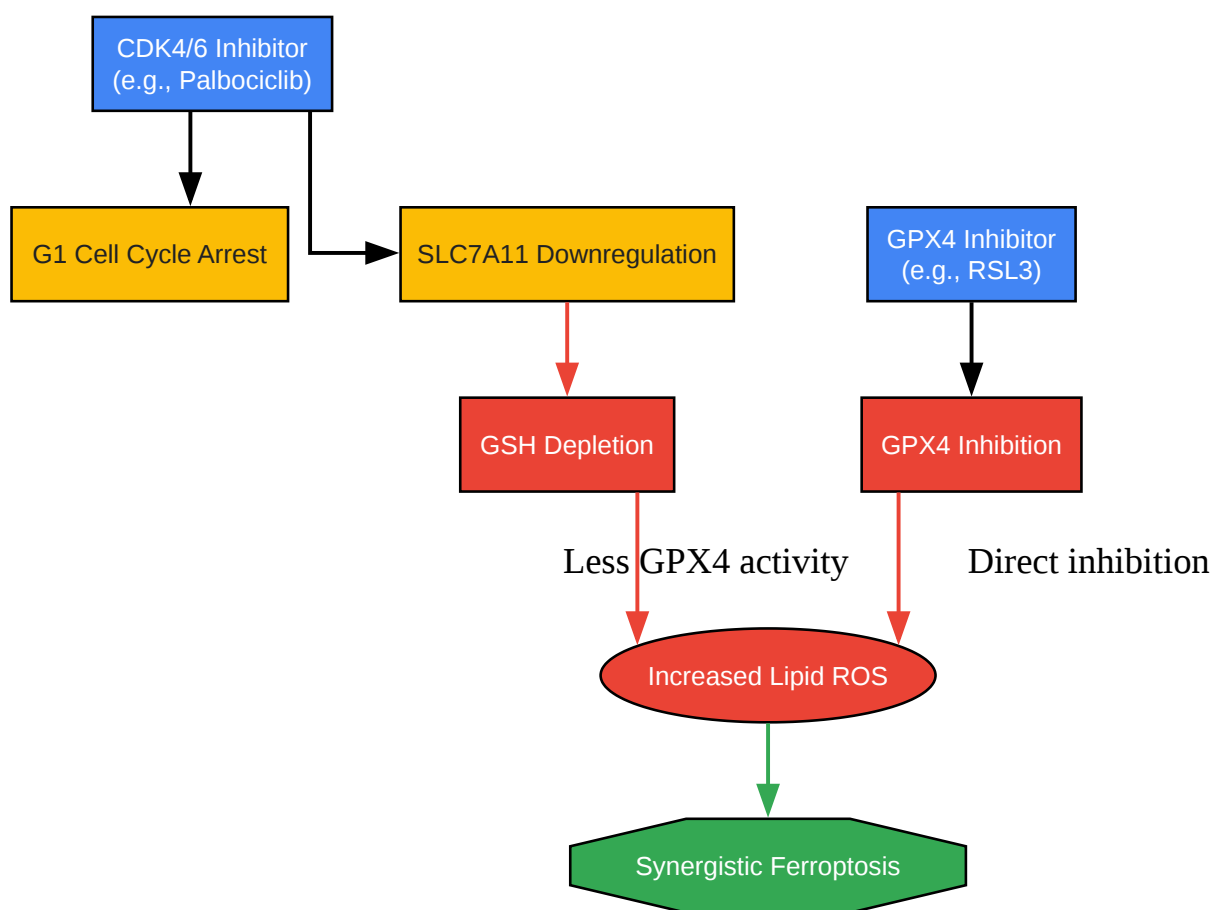 CDK4/6 Inhibitor
(e.g., Palbociclib)
G1 Cell Cycle Arrest
SLC7A11 Downregulation
GPX4 Inhibitor
(e.g., RSL3)
GSH Depletion
GPX4 Inhibition
Less GPX4 activity
Direct inhibition
Increased Lipid ROS
Synergistic Ferroptosis